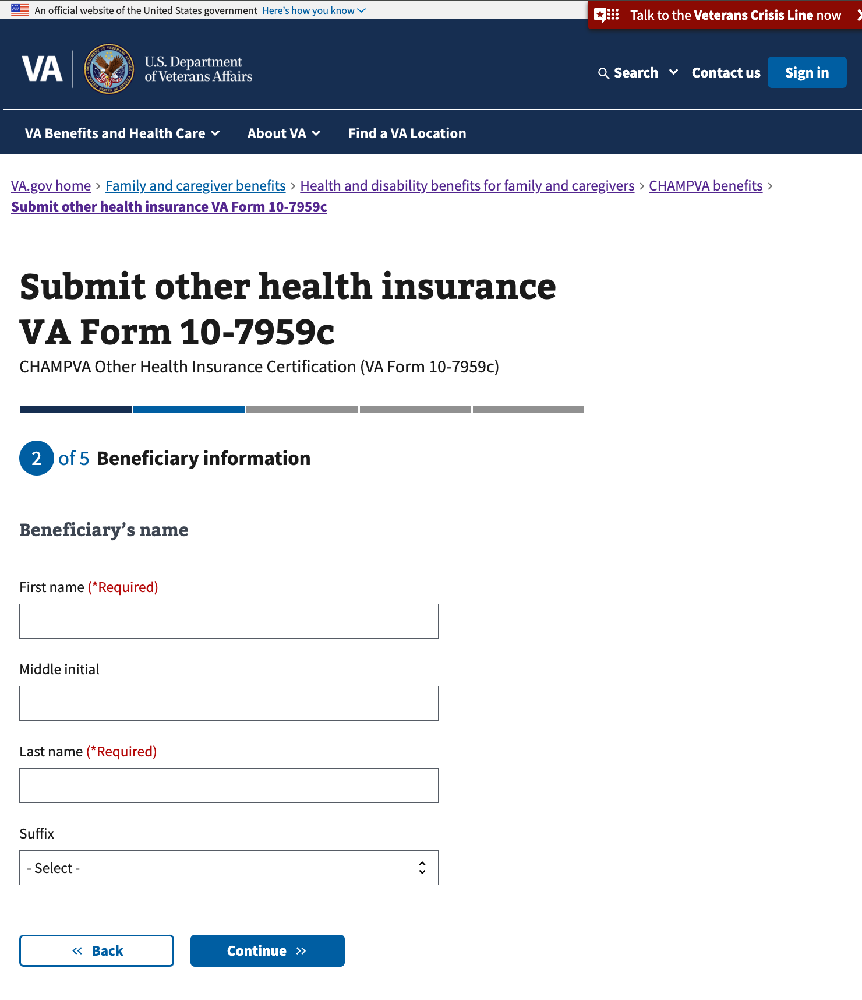 An official website of the United States government Here’s how you know
Talk to the Veterans Crisis Line now
VA
U.S. Department
of Veterans Affairs
Search
Contact us
Sign in
VA Benefits and Health Care
About VA
Find a VA Location
VA.gov home › Family and caregiver benefits › Health and disability benefits for family and caregivers › CHAMPVA benefits ›
Submit other health insurance VA Form 10-7959c
Submit other health insurance
VA Form 10-7959c
CHAMPVA Other Health Insurance Certification (VA Form 10-7959c)
2 of 5 Beneficiary information
Beneficiary’s name
First name (*Required)
Middle initial
Last name (*Required)
Suffix
- Select -
Back
Continue